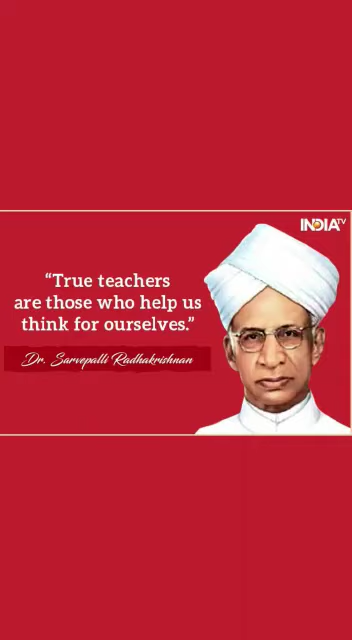 INDIA TV
“True teachers
are those who help us
think for ourselves.”
Dr. Sarvepalli Radhakrishnan